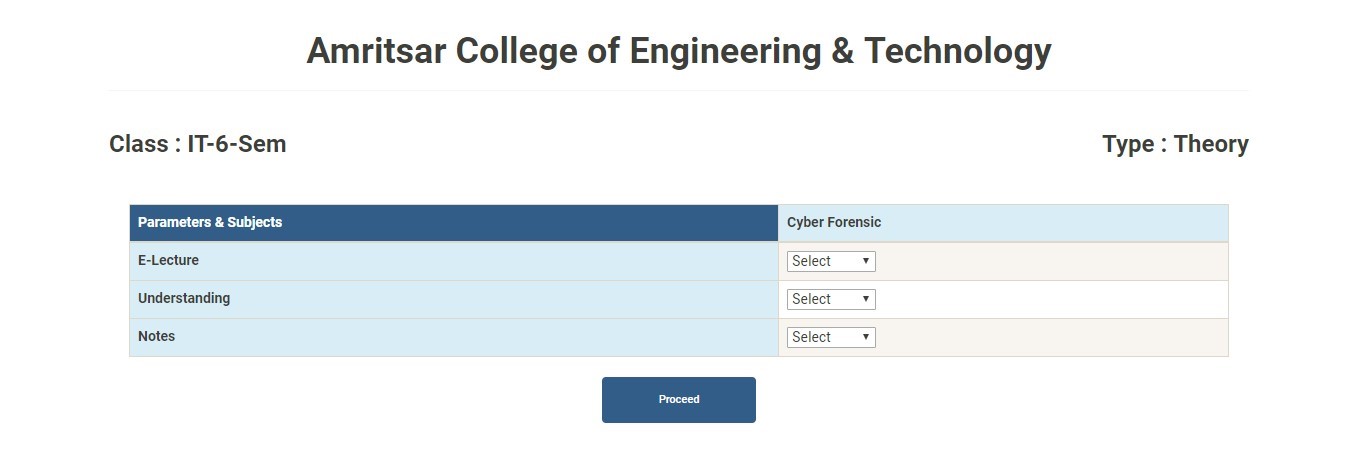 Amritsar College of Engineering & Technology
Class : IT-6-Sem Type : Theory
Parameters & Subjects Cyber Forensic
E-Lecture Select
Understanding Select
Notes Select
Proceed